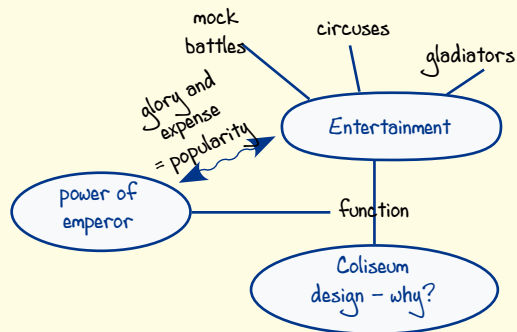 mock
battles
circuses
gladiators
glory and
expense
= popularity
Entertainment
power of
emperor
function
Coliseum
design – why?